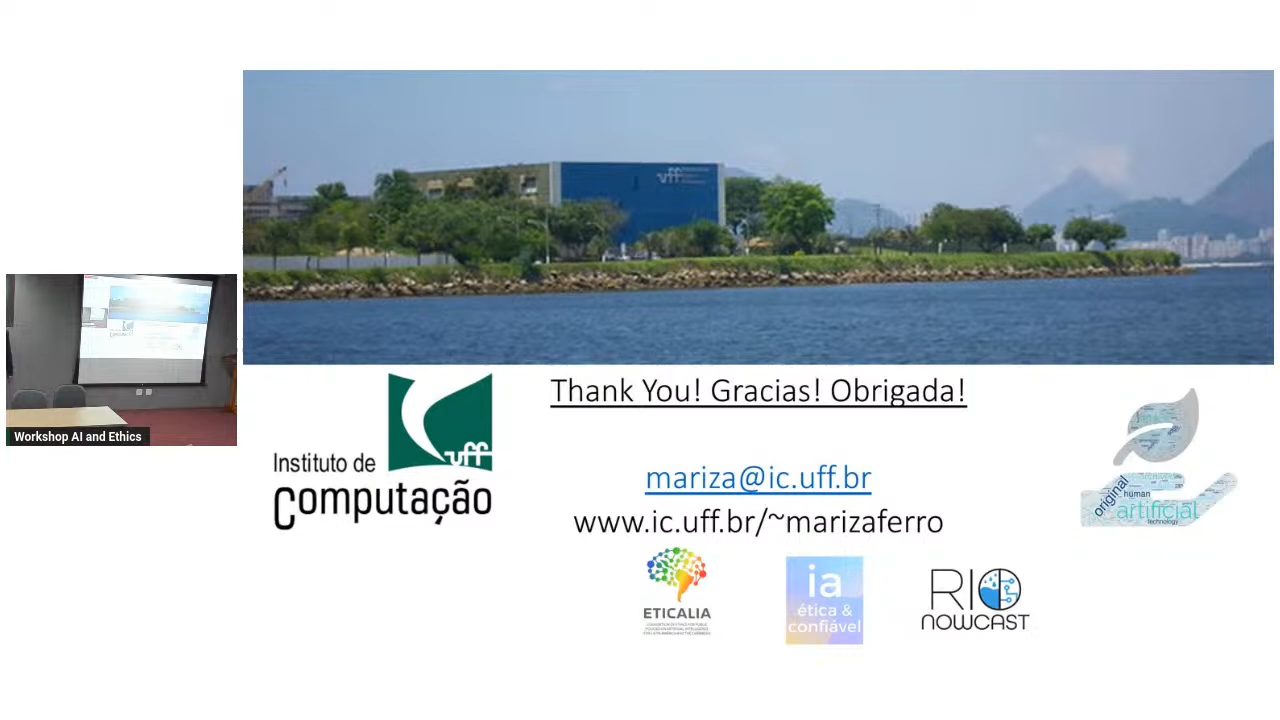 uff
Workshop AI and Ethics
Instituto de
Computação
uff
Thank You! Gracias! Obrigada!
mariza@ic.uff.br
www.ic.uff.br/~marizaferro
original
human
artificial
technology
ETICALIA
ia
ética &
confiável
RIO
NOWCAST